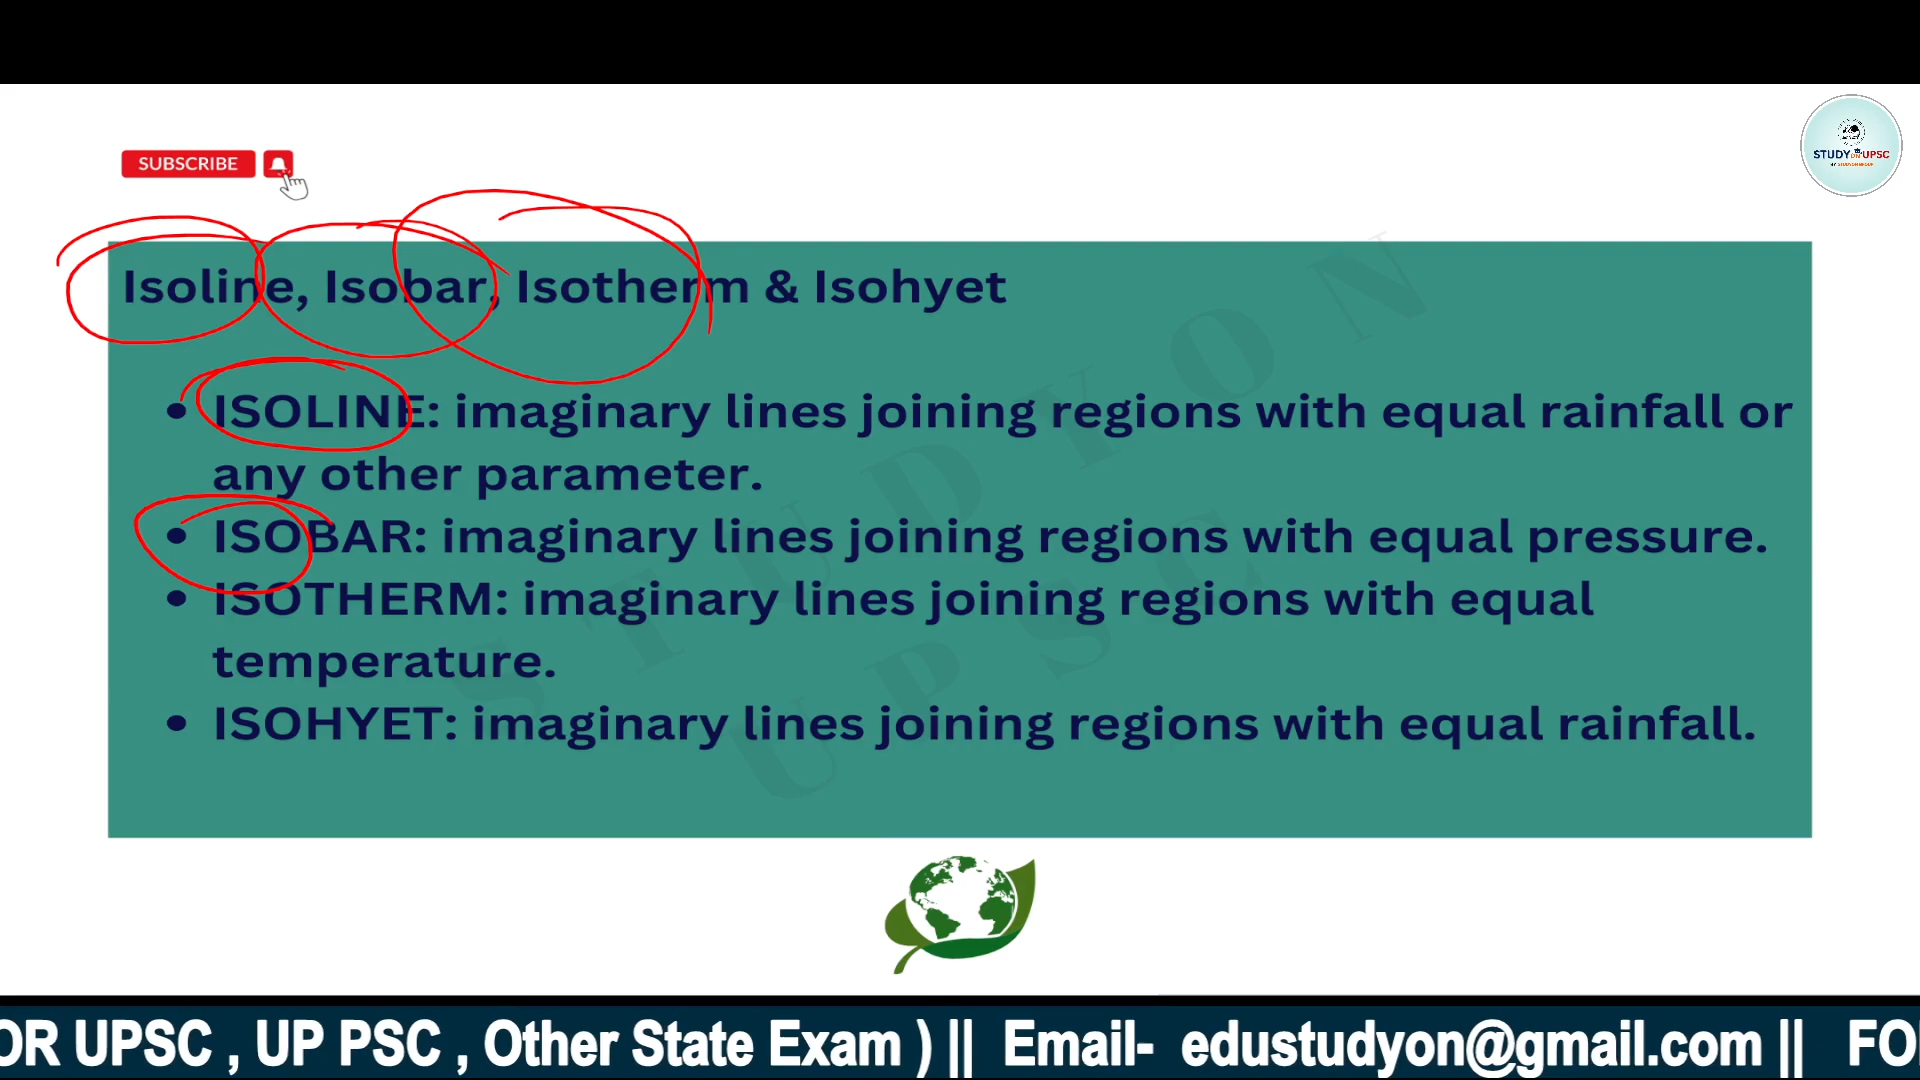 SUBSCRIBE
STUDY ON UPSC
Isoline, Isobar, Isotherm & Isohyet
ISOLINE: imaginary lines joining regions with equal rainfall or
any other parameter.
ISOBAR: imaginary lines joining regions with equal pressure.
ISOTHERM: imaginary lines joining regions with equal
temperature.
ISOHYET: imaginary lines joining regions with equal rainfall.
STUDYON
UPSC
OR UPSC , UP PSC , Other State Exam ) || Email- edustudyon@gmail.com || FO